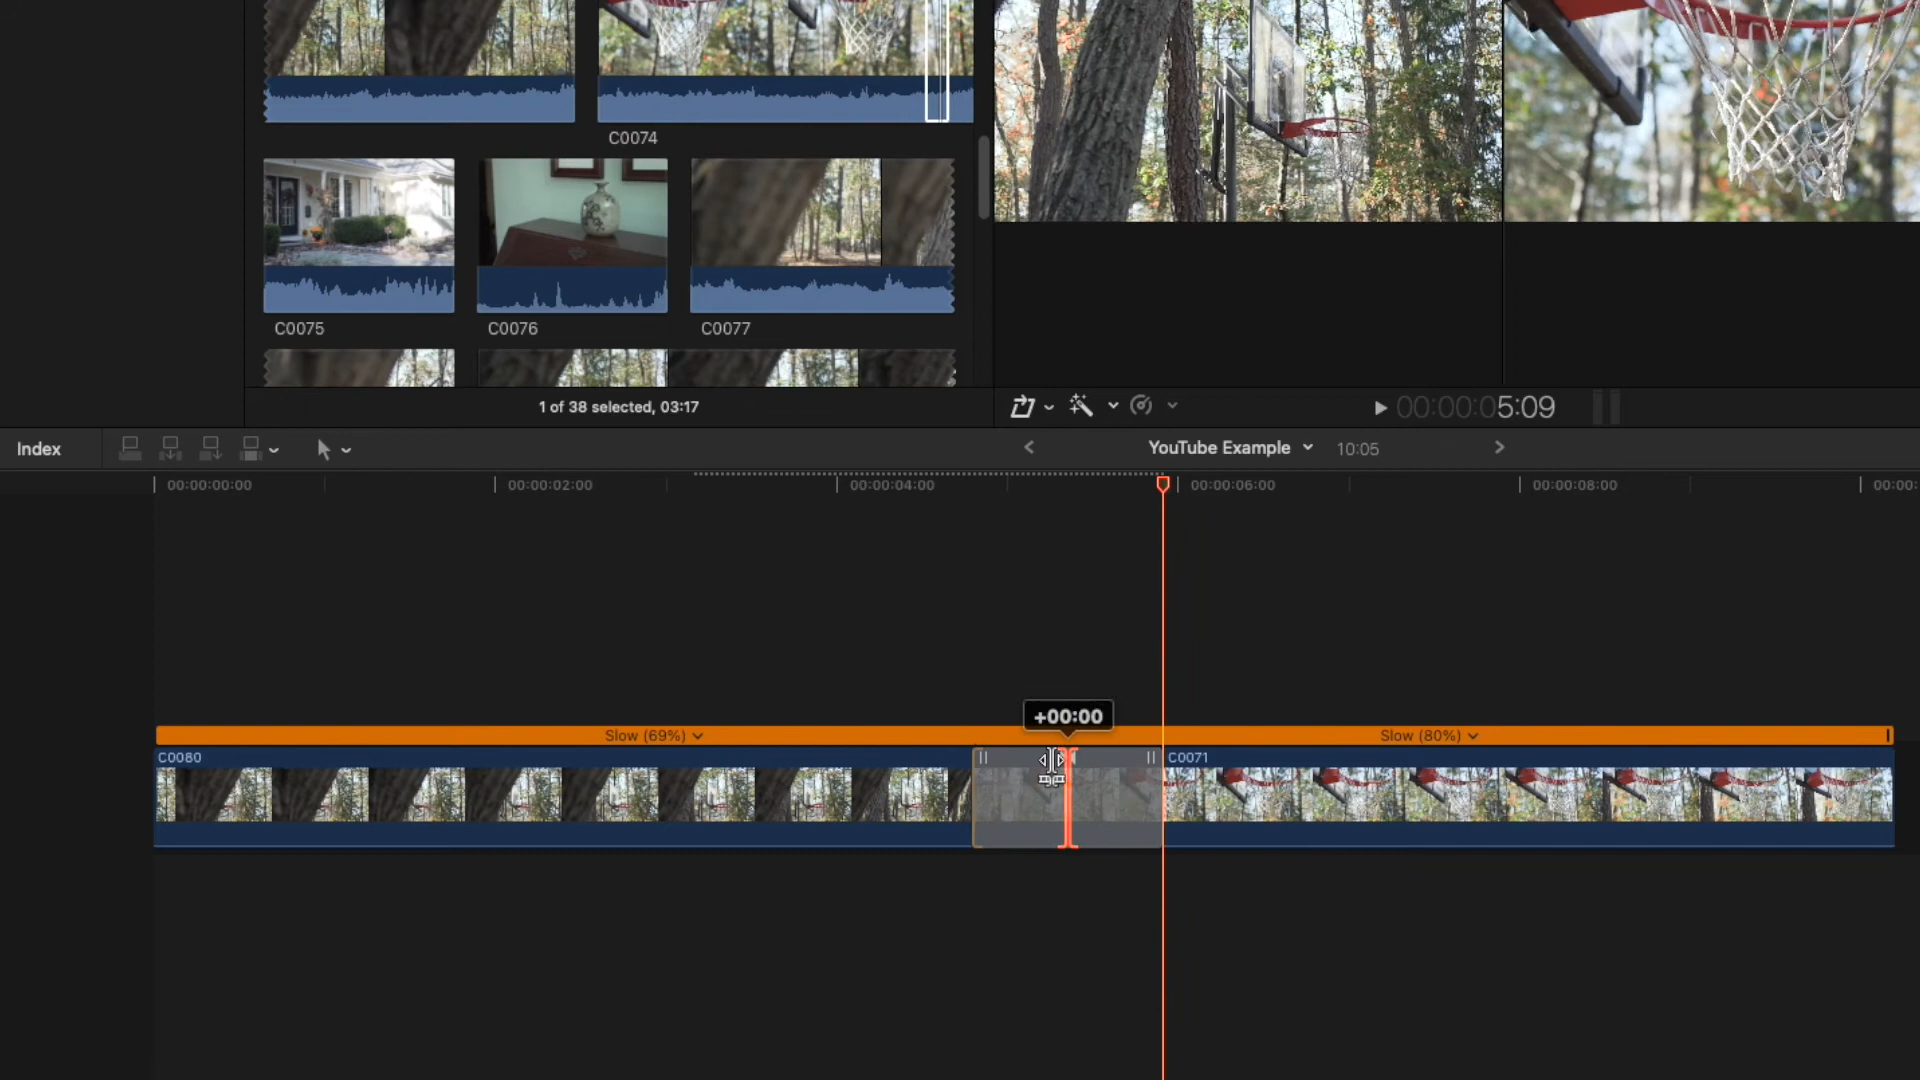 C0074
C0075
C0076
C0077
1 of 38 selected, 03:17
00:00:05:09
Index
YouTube Example
10:05
00:00:00:00
00:00:02:00
00:00:04:00
00:00:06:00
00:00:08:00
00:00:
+00:00
Slow (69%)
Slow (80%)
C0080
C0071